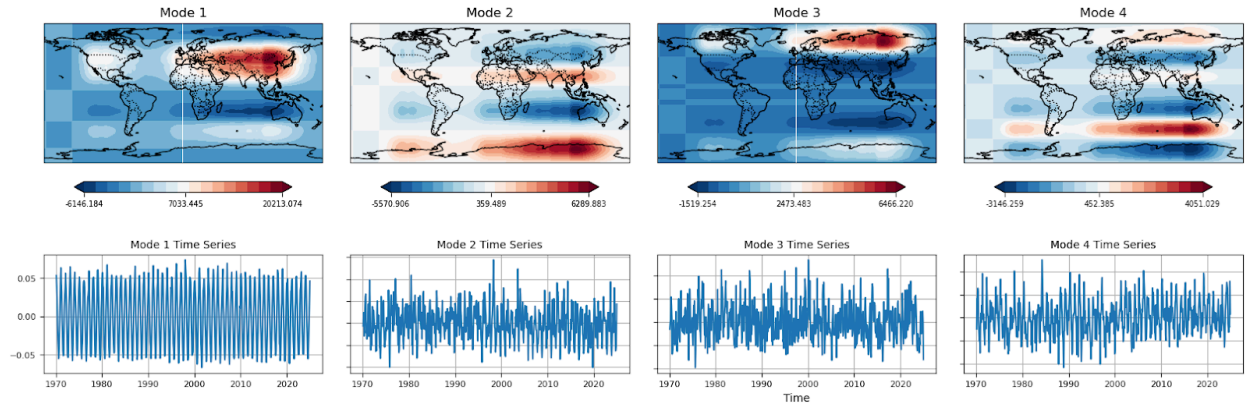 Mode 1
Mode 2
Mode 3
Mode 4
-6146.184 7033.445 20213.074
-5570.906 359.489 6289.883
-1519.254 2473.483 6466.220
-3146.259 452.385 4051.029
Mode 1 Time Series
Mode 2 Time Series
Mode 3 Time Series
Mode 4 Time Series
0.05
0.00
−0.05
1970 1980 1990 2000 2010 2020
1970 1980 1990 2000 2010 2020
1970 1980 1990 2000 2010 2020
1970 1980 1990 2000 2010 2020
Time